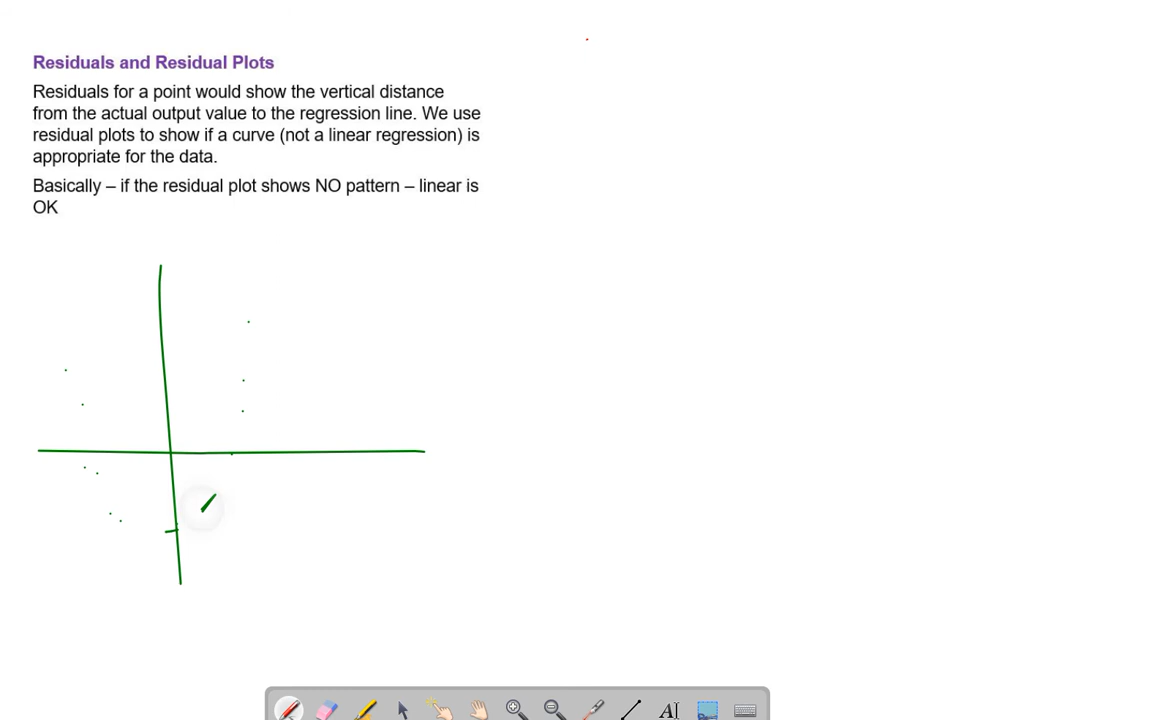 Residuals and Residual Plots
Residuals for a point would show the vertical distance
from the actual output value to the regression line. We use
residual plots to show if a curve (not a linear regression) is
appropriate for the data.
Basically – if the residual plot shows NO pattern – linear is
OK
A